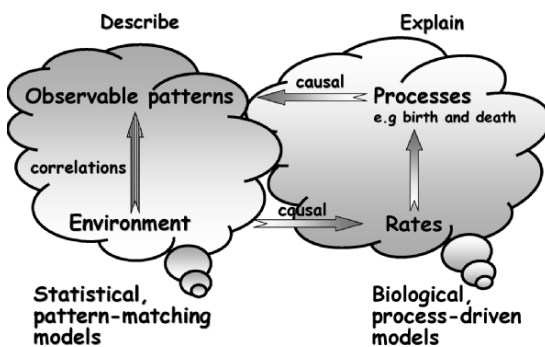 Describe
Explain
Observable patterns
causal
Processes
e.g birth and death
correlations
Environment
causal
Rates
Statistical,
pattern-matching
models
Biological,
process-driven
models